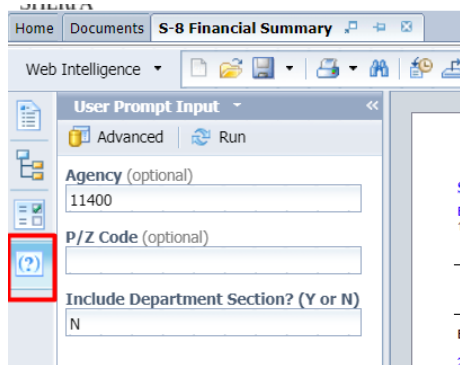 SHERPA
Home Documents S-8 Financial Summary
Web Intelligence
User Prompt Input
Advanced Run
Agency (optional)
11400
P/Z Code (optional)
(?)
Include Department Section? (Y or N)
N